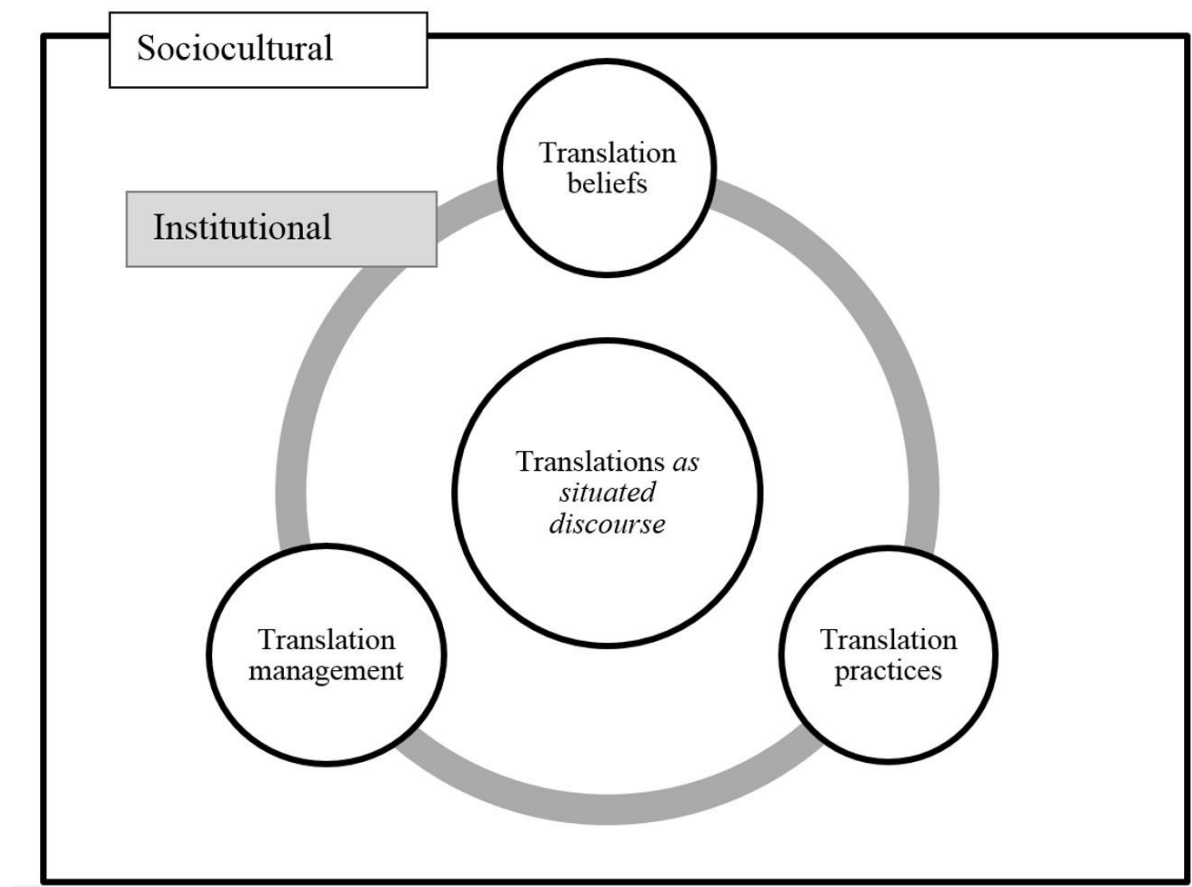 Sociocultural
Translation
beliefs
Institutional
Translations as
situated
discourse
Translation
management
Translation
practices